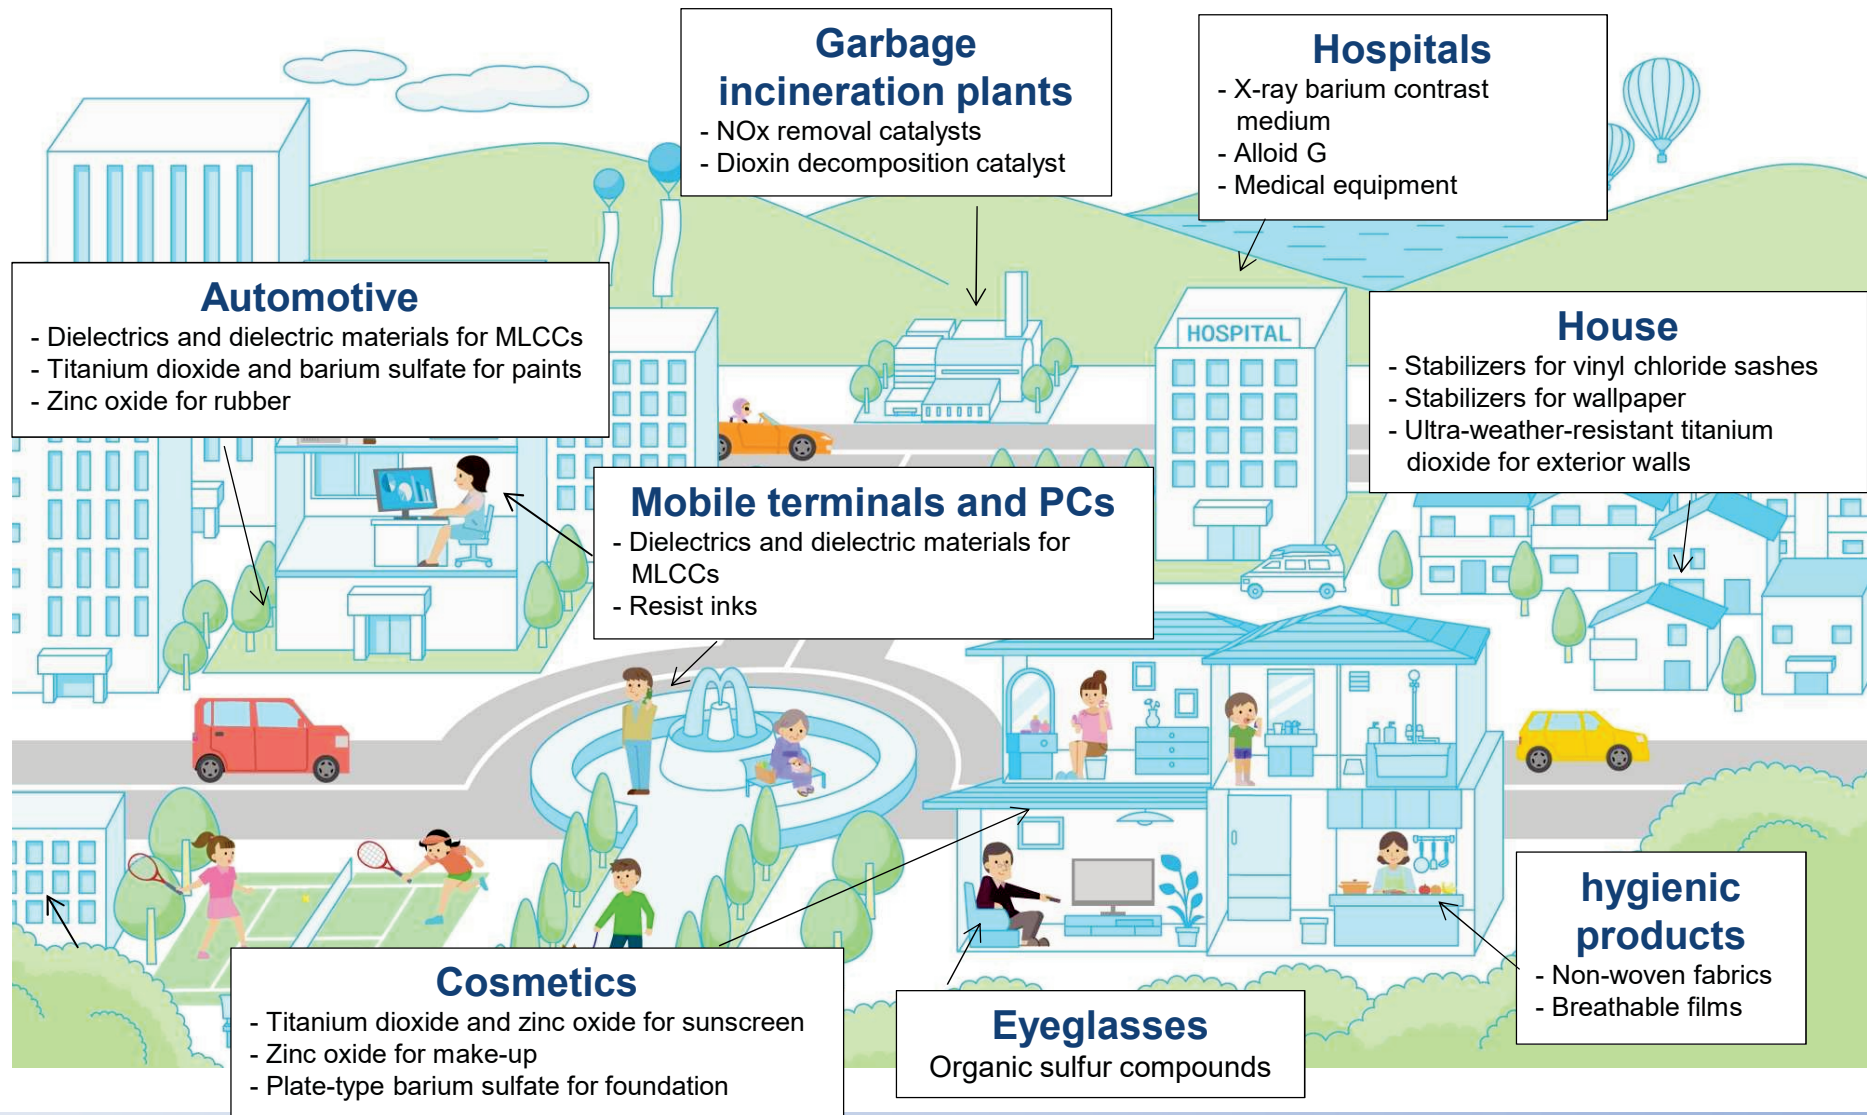 Garbage
incineration plants
- NOx removal catalysts
- Dioxin decomposition catalyst
Hospitals
- X-ray barium contrast
medium
- Alloid G
- Medical equipment
Automotive
- Dielectrics and dielectric materials for MLCCs
- Titanium dioxide and barium sulfate for paints
- Zinc oxide for rubber
HOSPITAL
House
- Stabilizers for vinyl chloride sashes
- Stabilizers for wallpaper
- Ultra-weather-resistant titanium
dioxide for exterior walls
Mobile terminals and PCs
- Dielectrics and dielectric materials for
MLCCs
- Resist inks
hygienic
products
- Non-woven fabrics
- Breathable films
Cosmetics
- Titanium dioxide and zinc oxide for sunscreen
- Zinc oxide for make-up
- Plate-type barium sulfate for foundation
Eyeglasses
Organic sulfur compounds